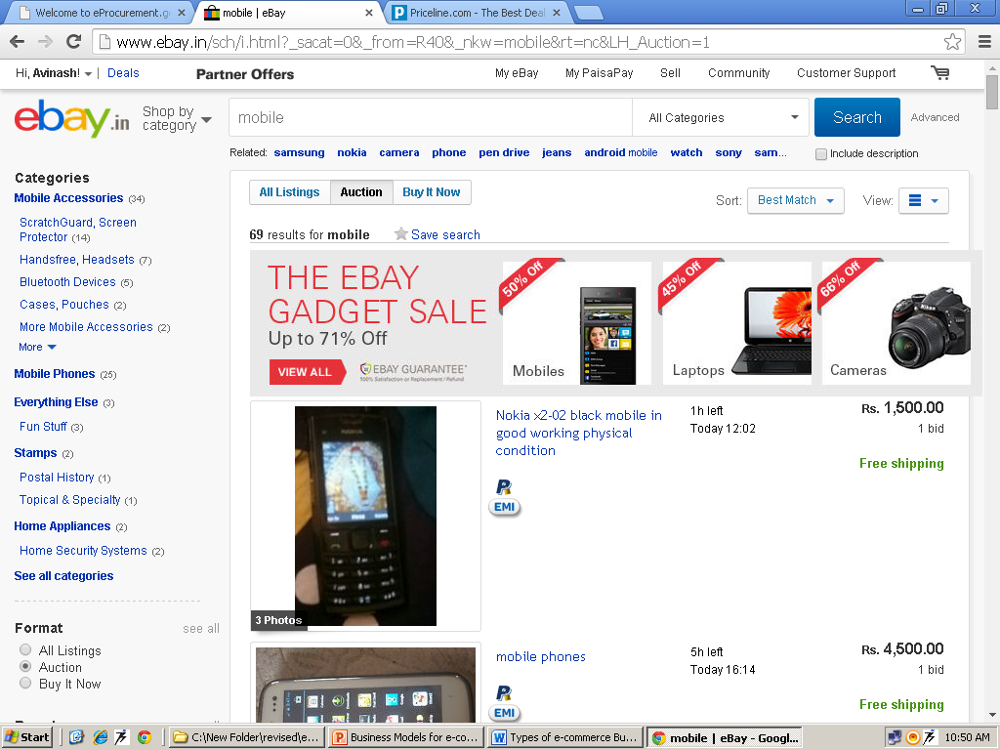 Welcome to eProcurement.g
mobile | eBay
Priceline.com - The Best Deal
www.ebay.in/sch/i.html?_sacat=0&_from=R40&_nkw=mobile&rt=nc&LH_Auction=1
Hi, Avinash! | Deals
Partner Offers
My eBay My PaisaPay Sell Community Customer Support
ebay.in
Shop by
category
mobile
All Categories
Search
Advanced
Related: samsung nokia camera phone pen drive jeans android mobile watch sony sam...
Include description
Categories
Mobile Accessories (34)
ScratchGuard, Screen
Protector (14)
Handsfree, Headsets (7)
Bluetooth Devices (5)
Cases, Pouches (2)
More Mobile Accessories (2)
More
Mobile Phones (25)
Everything Else (3)
Fun Stuff (3)
Stamps (2)
Postal History (1)
Topical & Specialty (1)
Home Appliances (2)
Home Security Systems (2)
See all categories
Format
see all
All Listings
Auction
Buy It Now
All Listings Auction Buy It Now
Sort: Best Match
View:
69 results for mobile
Save search
THE EBAY
GADGET SALE
Up to 71% Off
VIEW ALL
EBAY GUARANTEE*
100% Satisfaction or Replacement / Refund
50% Off
Mobiles
45% Off
Laptops
66% Off
Nikon
Cameras
NOKIA
3 Photos
Nokia x2-02 black mobile in
good working physical
condition
EMI
1h left
Today 12:02
Rs. 1,500.00
1 bid
Free shipping
mobile phones
EMI
5h left
Today 16:14
Rs. 4,500.00
1 bid
Free shipping
Start
C:\New Folder\revised\e...
Business Models for e-co...
Types of e-commerce Bu...
mobile | eBay - Googl...
10:50 AM